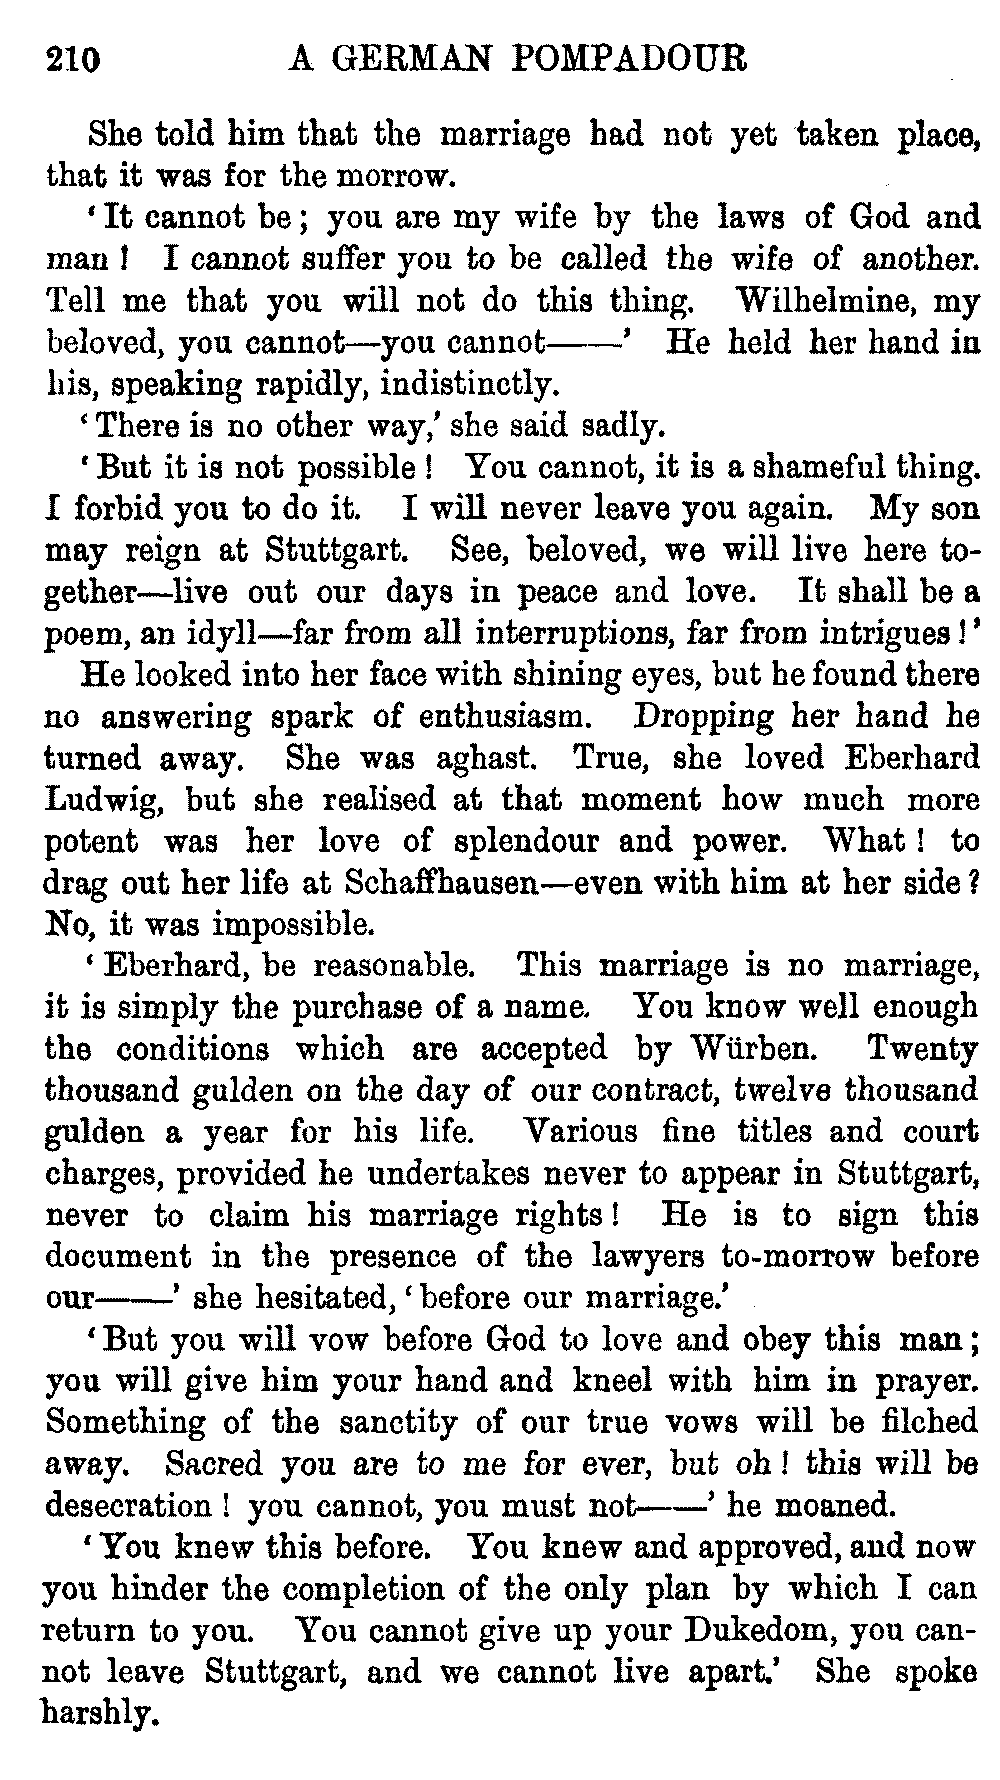 210 A GERMAN POMPADOUR
She told him that the marriage had not yet taken place,
that it was for the morrow.
‘It cannot be; you are my wife by the laws of God and
man! I cannot suffer you to be called the wife of another.
Tell me that you will not do this thing. Wilhelmine, my
beloved, you cannot—you cannot——’ He held her hand in
his, speaking rapidly, indistinctly.
‘There is no other way,’ she said sadly.
‘But it is not possible! You cannot, it is a shameful thing.
I forbid you to do it. I will never leave you again. My son
may reign at Stuttgart. See, beloved, we will live here to-
gether—live out our days in peace and love. It shall be a
poem, an idyll—far from all interruptions, far from intrigues!’
He looked into her face with shining eyes, but he found there
no answering spark of enthusiasm. Dropping her hand he
turned away. She was aghast. True, she loved Eberhard
Ludwig, but she realised at that moment how much more
potent was her love of splendour and power. What! to
drag out her life at Schaffhausen—even with him at her side?
No, it was impossible.
‘Eberhard, be reasonable. This marriage is no marriage,
it is simply the purchase of a name. You know well enough
the conditions which are accepted by Würben. Twenty
thousand gulden on the day of our contract, twelve thousand
gulden a year for his life. Various fine titles and court
charges, provided he undertakes never to appear in Stuttgart,
never to claim his marriage rights! He is to sign this
document in the presence of the lawyers to-morrow before
our——’ she hesitated, ‘before our marriage.’
‘But you will vow before God to love and obey this man;
you will give him your hand and kneel with him in prayer.
Something of the sanctity of our true vows will be filched
away. Sacred you are to me for ever, but oh! this will be
desecration! you cannot, you must not——’ he moaned.
‘You knew this before. You knew and approved, and now
you hinder the completion of the only plan by which I can
return to you. You cannot give up your Dukedom, you can-
not leave Stuttgart, and we cannot live apart.’ She spoke
harshly.